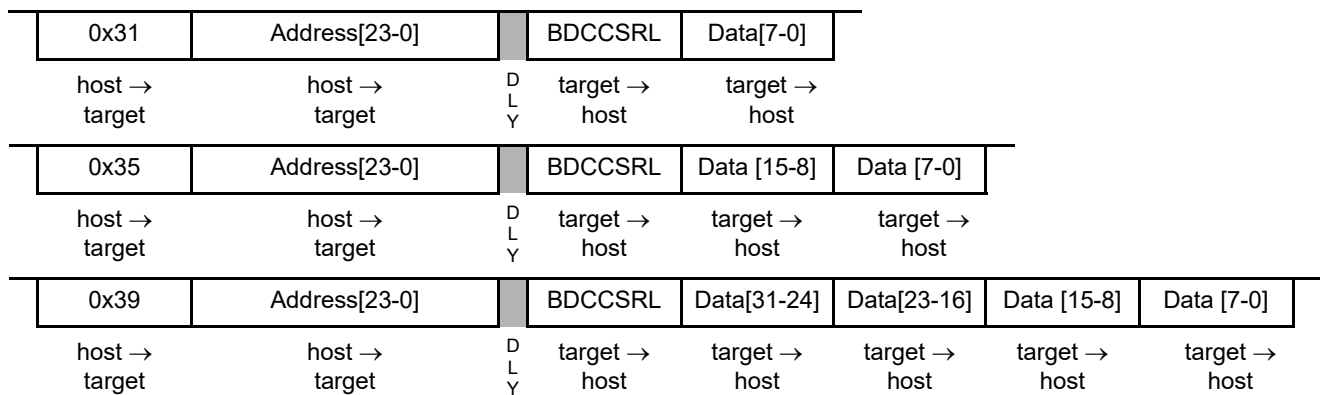 0x31 Address[23-0] BDCCSRL Data[7-0]
host → host → D target → target →
target target L host host
Y
0x35 Address[23-0] BDCCSRL Data [15-8] Data [7-0]
host → host → D target → target → target →
target target L host host host
Y
0x39 Address[23-0] BDCCSRL Data[31-24] Data[23-16] Data [15-8] Data [7-0]
host → host → D target → target → target → target → target →
target target L host host host host host
Y